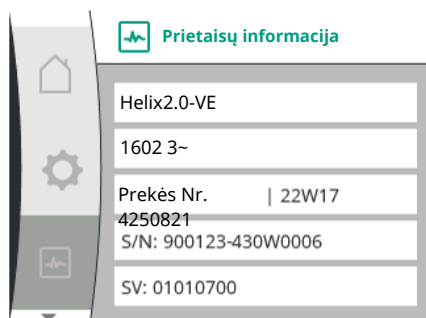 Prietaisų informacija
Helix2.0-VE
1602 3~
Prekės Nr. | 22W17
4250821
S/N: 900123-430W0006
SV: 01010700